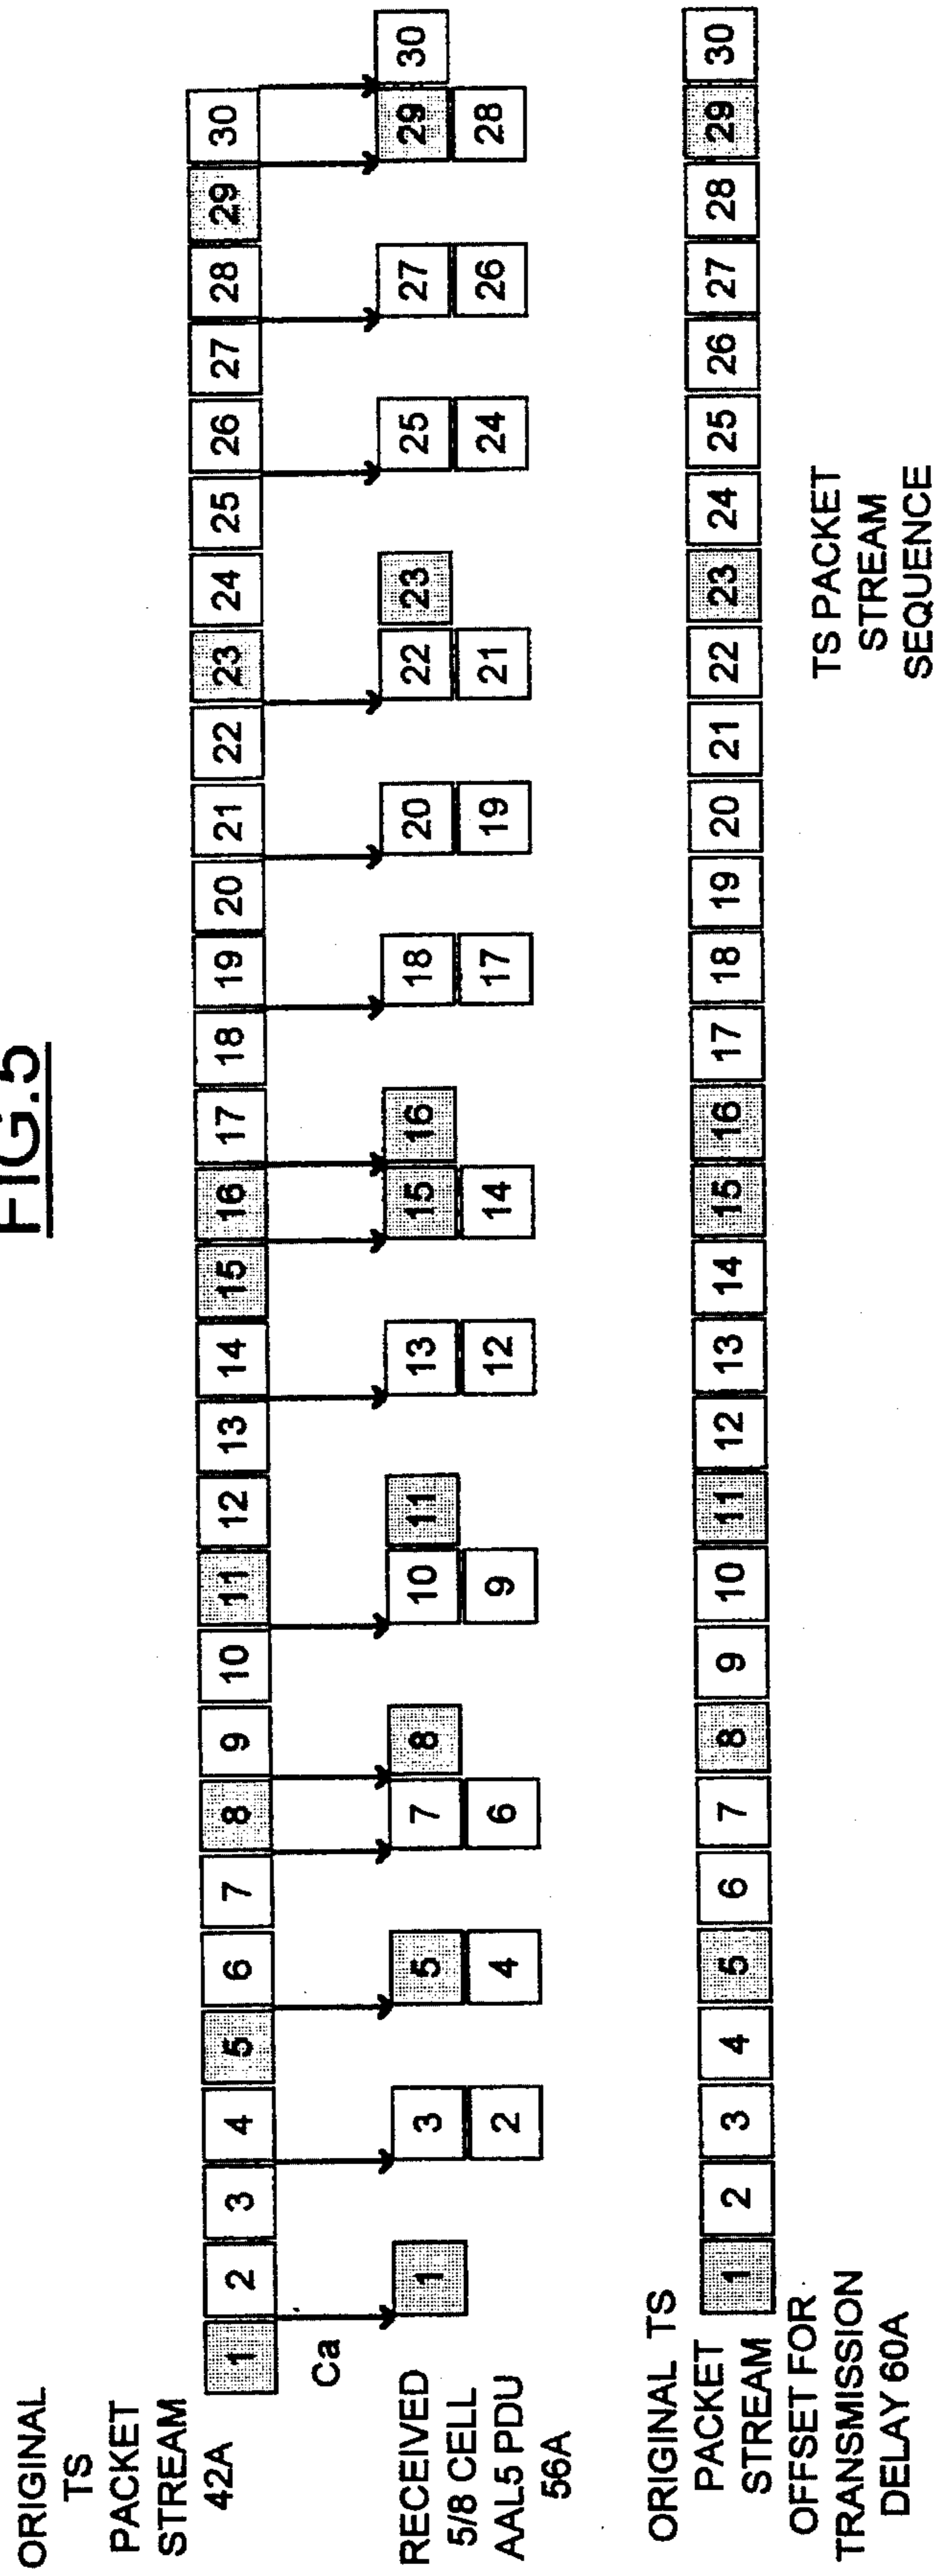 FIG.5
ORIGINAL
TS
PACKET
STREAM
42A
1 2 3 4 5 6 7 8 9 10 11 12 13 14 15 16 17 18 19 20 21 22 23 24 25 26 27 28 29 30
Ca
RECEIVED
5/8 CELL
AAL5 PDU
56A
1 3 5 7 8 10 11 13 15 16 18 20 22 23 25 27 29 30
2 4 6 9 12 14 17 19 21 24 26 28
ORIGINAL TS
PACKET
STREAM
OFFSET FOR
TRANSMISSION
DELAY 60A
1 2 3 4 5 6 7 8 9 10 11 12 13 14 15 16 17 18 19 20 21 22 23 24 25 26 27 28 29 30
TS PACKET
STREAM
SEQUENCE